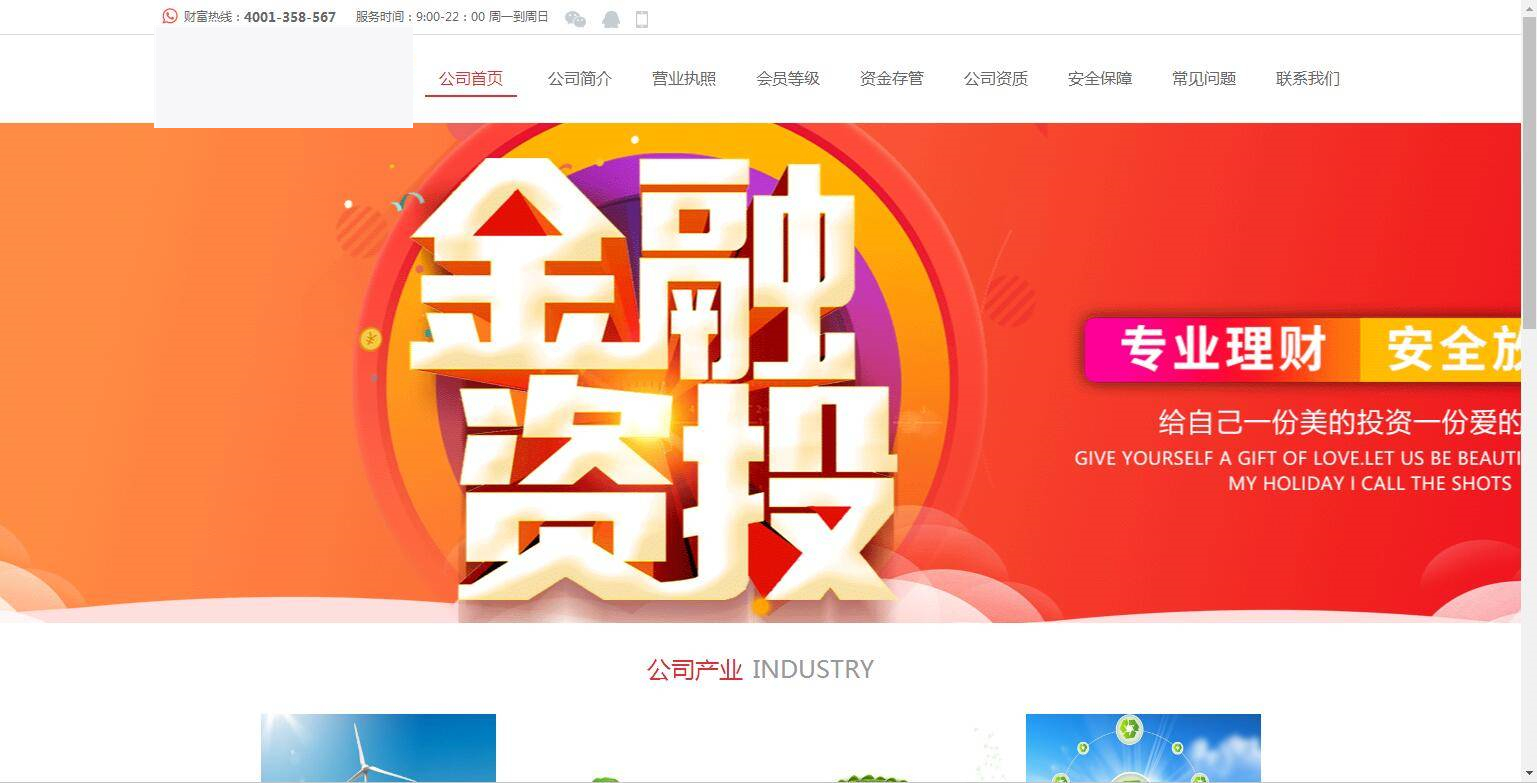 财富热线：4001-358-567 服务时间：9:00-22：00 周一到周日
公司首页 公司简介 营业执照 会员等级 资金存管 公司资质 安全保障 常见问题 联系我们
金融
资投
专业理财 安全放
给自己一份美的投资一份爱的
GIVE YOURSELF A GIFT OF LOVE.LET US BE BEAUTI
MY HOLIDAY I CALL THE SHOTS
公司产业 INDUSTRY